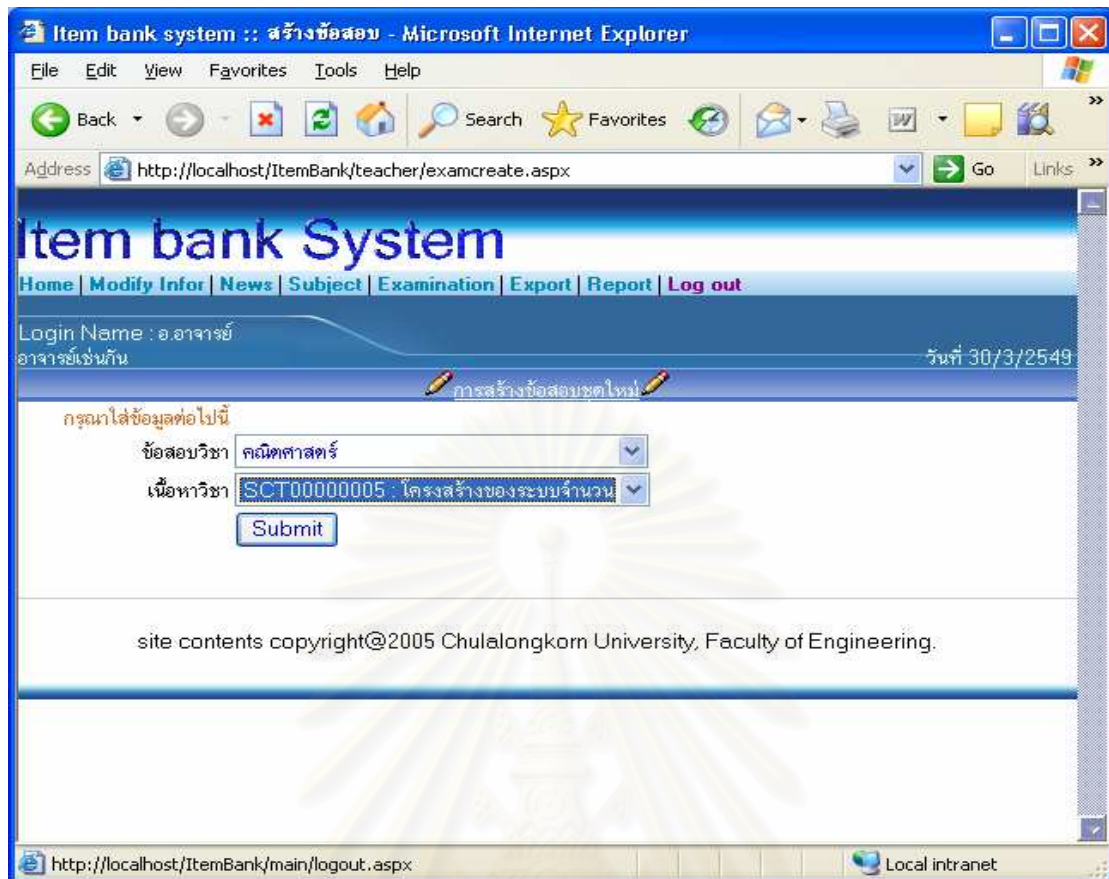 Item bank system :: สร้างข้อสอบ - Microsoft Internet Explorer
File Edit View Favorites Tools Help
Back Search Favorites
Address http://localhost/ItemBank/teacher/examcreate.aspx Go Links
Item bank System
Home | Modify Infor | News | Subject | Examination | Export | Report | Log out
Login Name : อ.อาจารย์
อาจารย์เช่นกัน วันที่ 30/3/2549
การสร้างข้อสอบชุดใหม่
กรุณาใส่ข้อมูลต่อไปนี้
ข้อสอบวิชา คณิตศาสตร์
เนื้อหาวิชา SCT00000005 : โครงสร้างของระบบจำนวน
Submit
site contents copyright@2005 Chulalongkorn University, Faculty of Engineering.
http://localhost/ItemBank/main/logout.aspx Local intranet